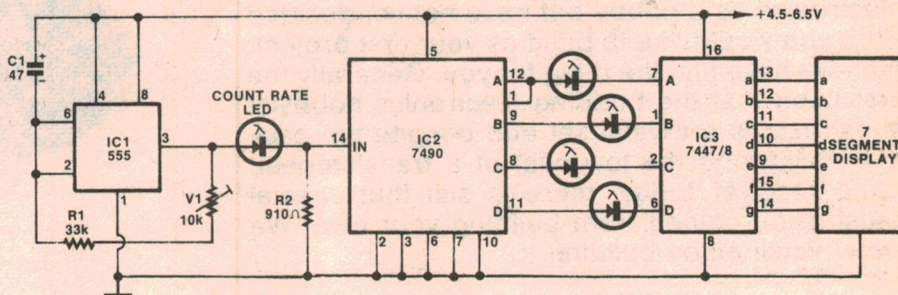 +4.5-6.5V
C1
47
+
4
8
6
2
3
1
IC1
555
COUNT RATE
LED
λ
V1
10k
R1
33k
R2
910Ω
14
IN
5
IC2
7490
A
12
1
B
9
C
8
D
11
2
3
6
7
10
λ
λ
λ
λ
16
7
A
1
B
2
C
6
D
IC3
7447/8
8
a
13
b
12
c
11
d
10
e
9
f
15
g
14
a
b
c
d
e
f
g
7
SEGMENT
DISPLAY